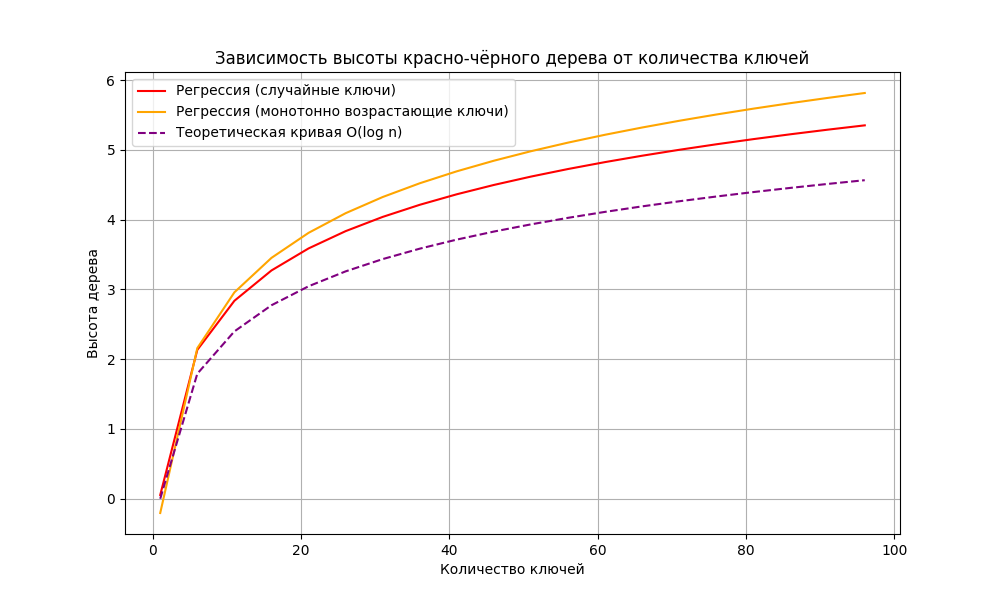 Зависимость высоты красно-чёрного дерева от количества ключей
Регрессия (случайные ключи)
Регрессия (монотонно возрастающие ключи)
Теоретическая кривая O(log n)
Высота дерева
6
5
4
3
2
1
0
0 20 40 60 80 100
Количество ключей